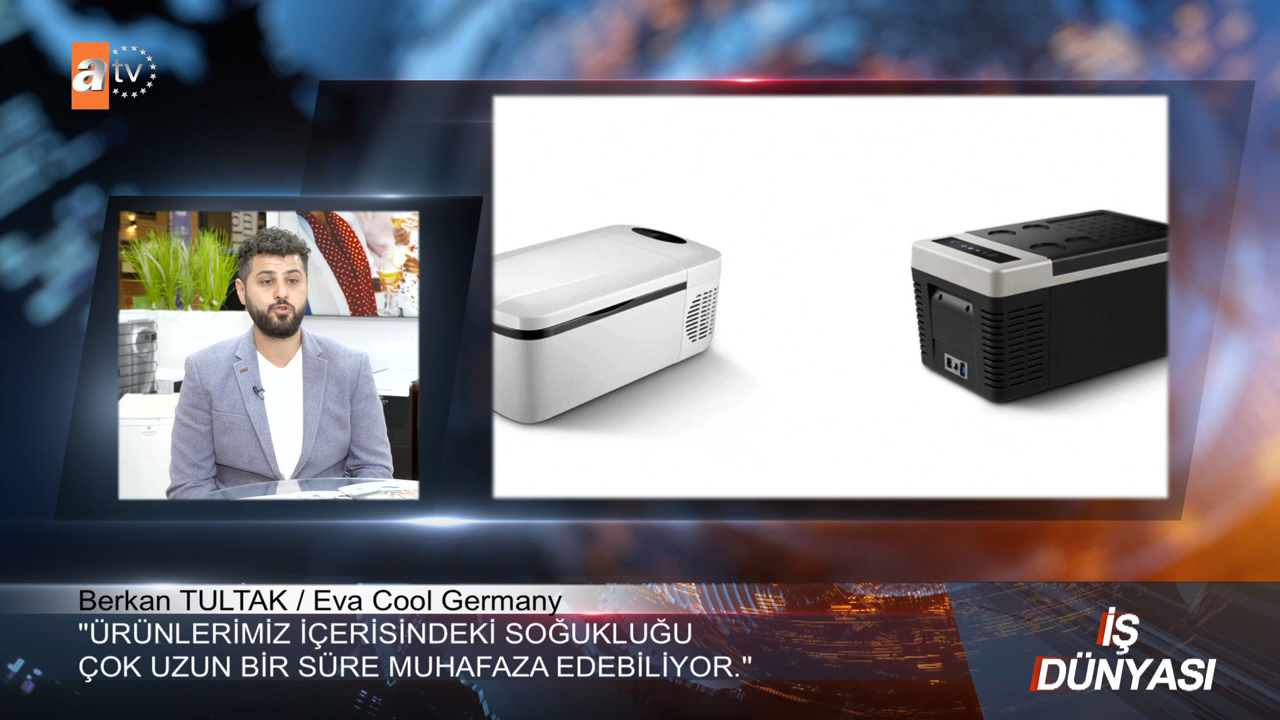 atv
Berkan TULTAK / Eva Cool Germany
"ÜRÜNLERİMİZ İÇERİSİNDEKİ SOĞUKLUĞU
ÇOK UZUN BİR SÜRE MUHAFAZA EDEBİLİYOR."
İŞ
DÜNYASI